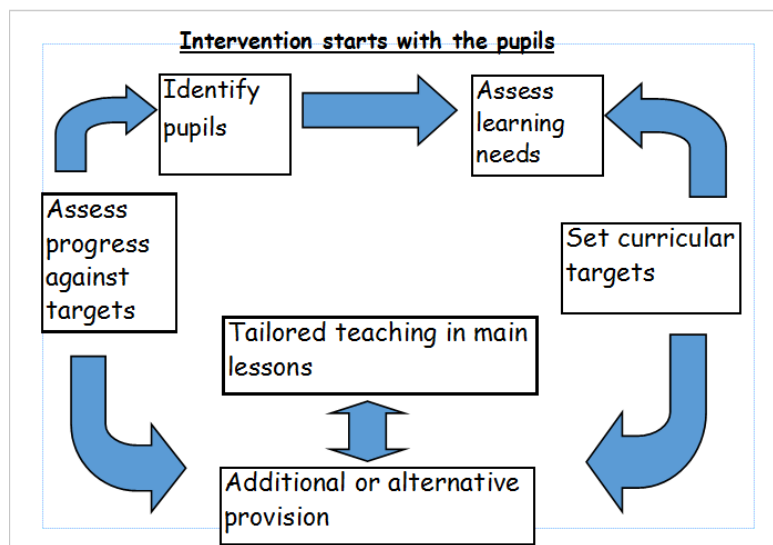 Intervention starts with the pupils
Identify
pupils
Assess
learning
needs
Assess
progress
against
targets
Set curricular
targets
Tailored teaching in main
lessons
Additional or alternative
provision